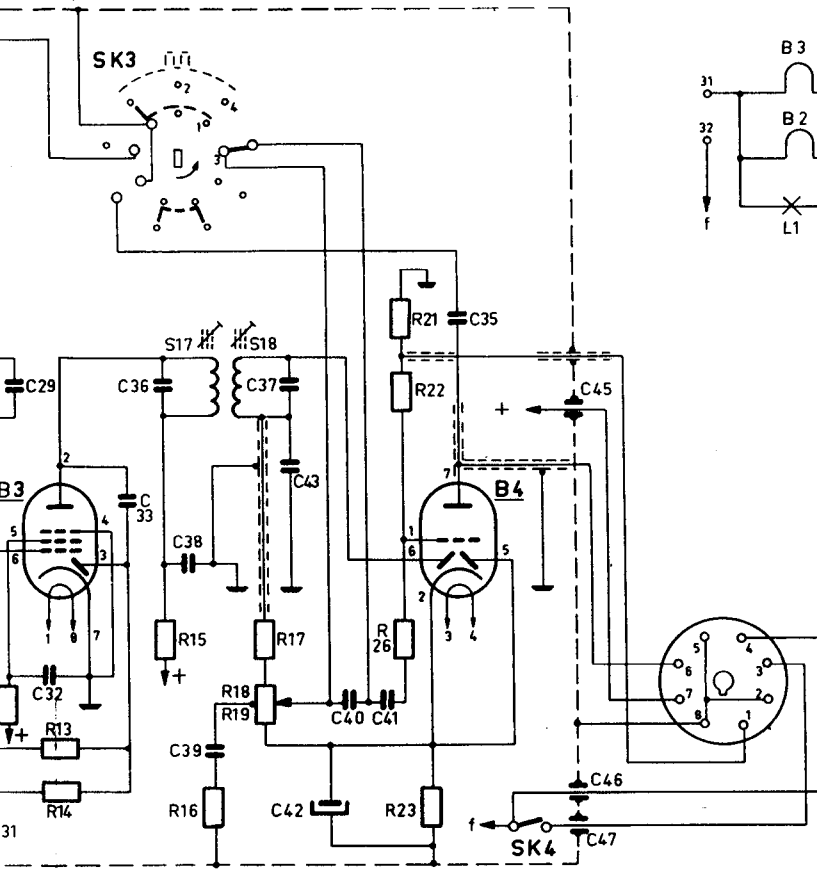 SK3
2
4
1
3
31
B3
32
B2
f
L1
S17
S18
R21
C35
C29
C36
C37
R22
C45
+
2
7
B3
C
33
C43
B4
5
4
6
3
C38
1
6
5
2
1
8
7
3
4
R15
+
R17
R
26
C32
R18
R19
C40
C41
5
4
6
3
7
2
8
1
+
R13
C39
R14
R16
C42
R23
C46
31
f
SK4
C47